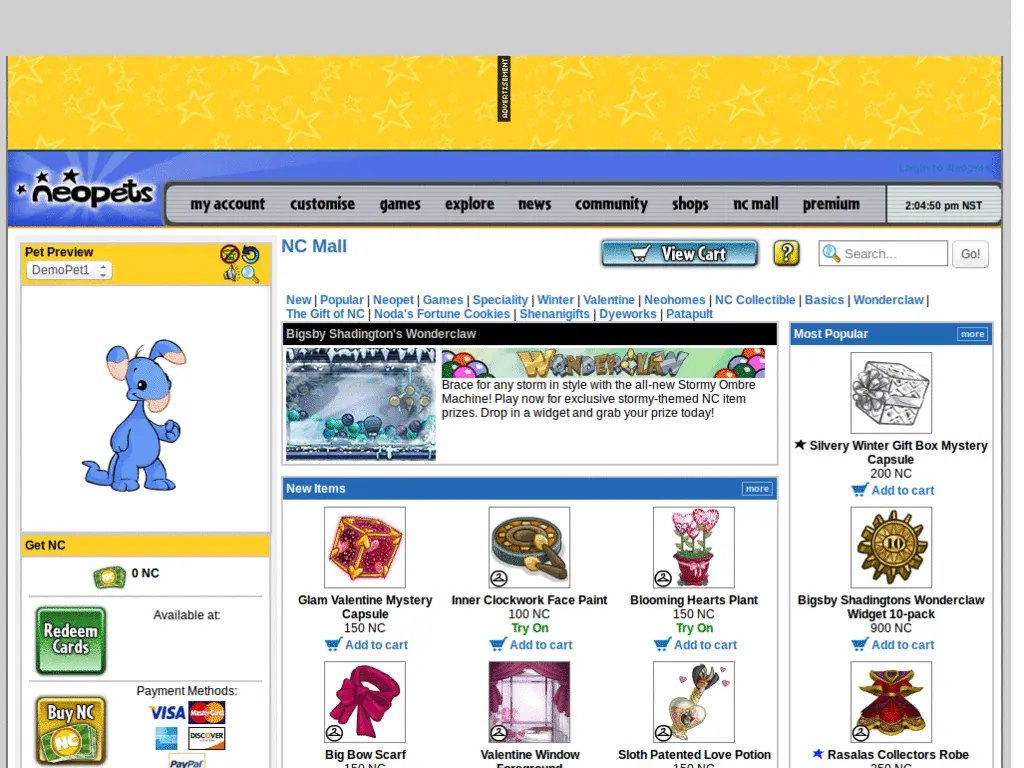 ADVERTISEMENT
neopets
my account customise games explore news community shops nc mall premium 2:04:50 pm NST
Pet Preview
DemoPet1
NC Mall
View Cart
?
Search...
Go!
New | Popular | Neopet | Games | Speciality | Winter | Valentine | Neohomes | NC Collectible | Basics | Wonderclaw |
The Gift of NC | Noda's Fortune Cookies | Shenanigifts | Dyeworks | Patapult
Bigsby Shadington's Wonderclaw
WONDERCLAW
Brace for any storm in style with the all-new Stormy Ombre
Machine! Play now for exclusive stormy-themed NC item
prizes. Drop in a widget and grab your prize today!
New Items
more
Glam Valentine Mystery
Capsule
150 NC
Add to cart
Inner Clockwork Face Paint
100 NC
Try On
Add to cart
Blooming Hearts Plant
150 NC
Try On
Add to cart
Big Bow Scarf
150 NC
Valentine Window
Foreground
Sloth Patented Love Potion
150 NC
Most Popular
more
Silvery Winter Gift Box Mystery
Capsule
200 NC
Add to cart
10
Bigsby Shadingtons Wonderclaw
Widget 10-pack
900 NC
Add to cart
Rasalas Collectors Robe
250 NC
Get NC
NC
0 NC
Redeem
Cards
Available at:
Buy NC
NC
Payment Methods:
VISA MasterCard
DISCOVER
PayPal